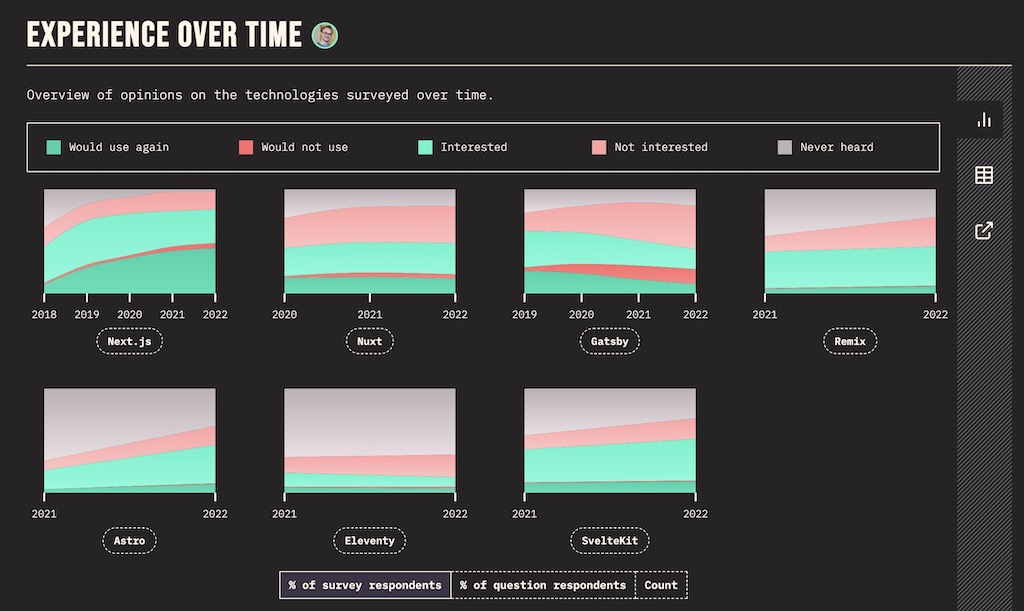 EXPERIENCE OVER TIME
Overview of opinions on the technologies surveyed over time.
Would use again Would not use Interested Not interested Never heard
2018 2019 2020 2021 2022 2020 2021 2022 2019 2020 2021 2022 2021 2022
Next.js Nuxt Gatsby Remix
2021 2022 2021 2022 2021 2022
Astro Eleventy SvelteKit
% of survey respondents % of question respondents Count